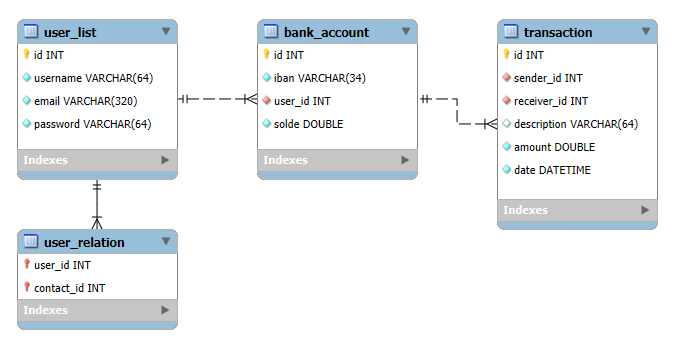 user_list
id INT
username VARCHAR(64)
email VARCHAR(320)
password VARCHAR(64)
Indexes
bank_account
id INT
iban VARCHAR(34)
user_id INT
solde DOUBLE
Indexes
transaction
id INT
sender_id INT
receiver_id INT
description VARCHAR(64)
amount DOUBLE
date DATETIME
Indexes
user_relation
user_id INT
contact_id INT
Indexes